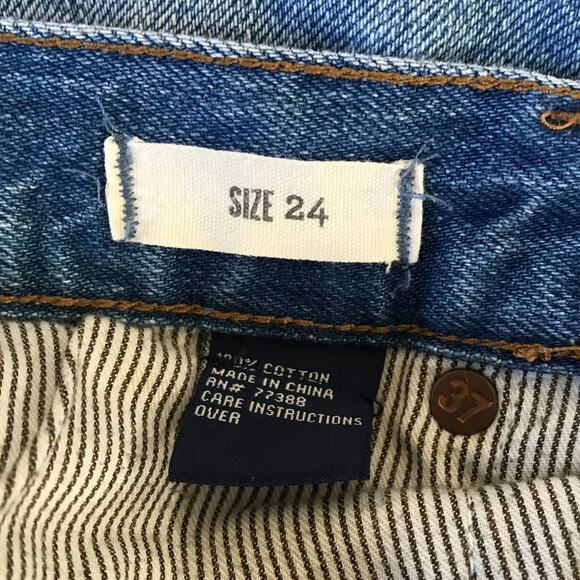 SIZE 24
100% COTTON
MADE IN CHINA
RN# 77388
CARE INSTRUCTIONS
OVER
37